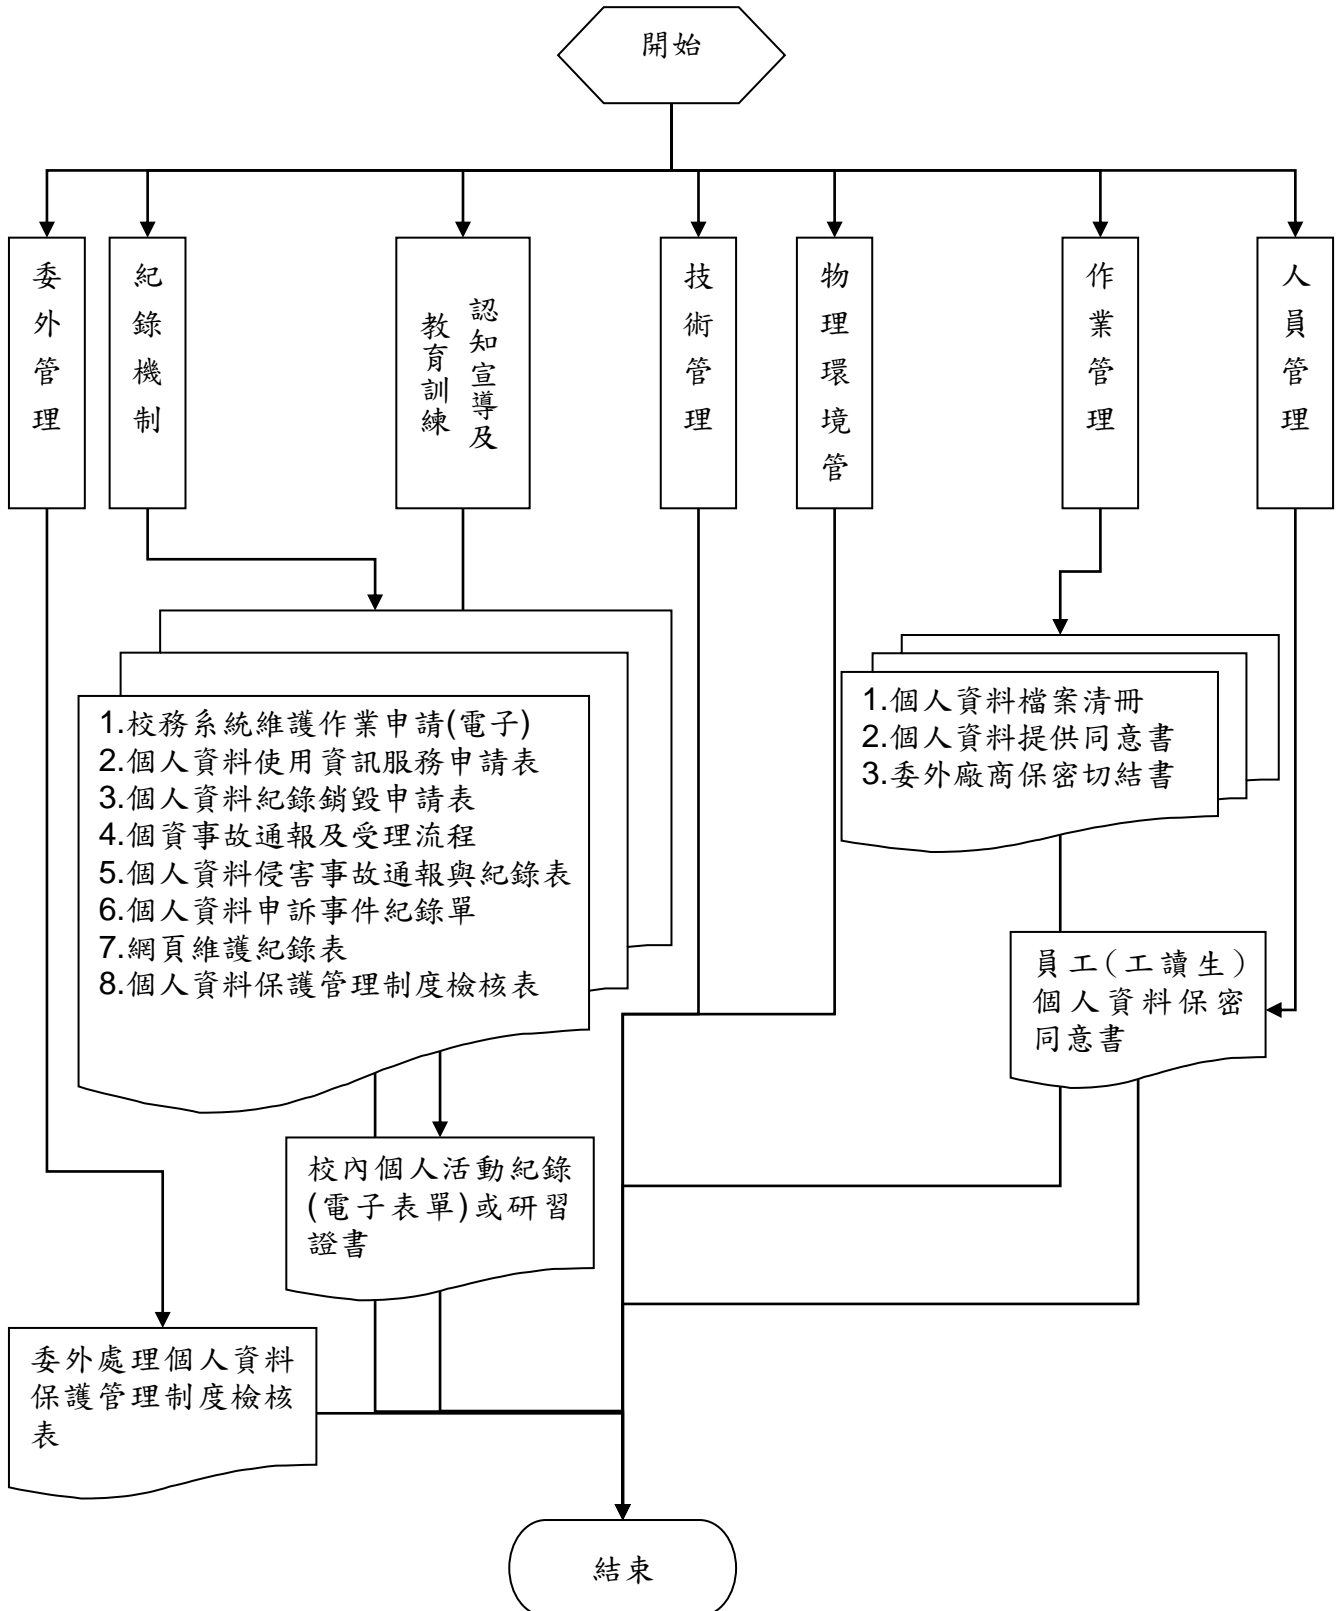 開始
委外管理
紀錄機制
認知宣導及
教育訓練
技術管理
物理環境管
作業管理
人員管理
1.校務系統維護作業申請(電子)
2.個人資料使用資訊服務申請表
3.個人資料紀錄銷毀申請表
4.個資事故通報及受理流程
5.個人資料侵害事故通報與紀錄表
6.個人資料申訴事件紀錄單
7.網頁維護紀錄表
8.個人資料保護管理制度檢核表
1.個人資料檔案清冊
2.個人資料提供同意書
3.委外廠商保密切結書
員工(工讀生)
個人資料保密
同意書
校內個人活動紀錄
(電子表單)或研習
證書
委外處理個人資料
保護管理制度檢核
表
結束